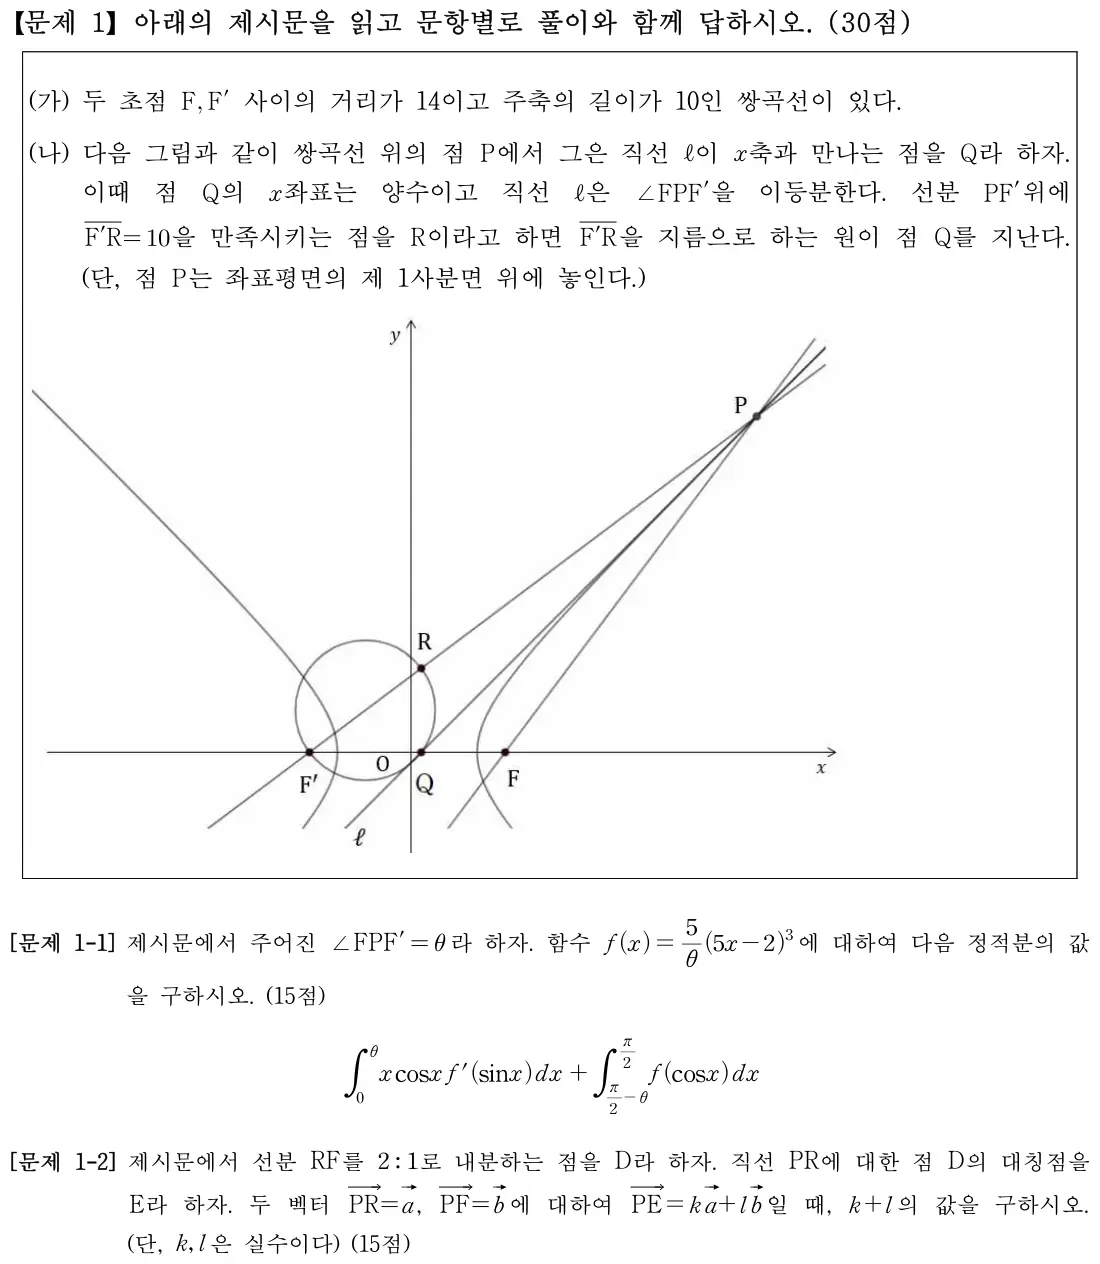 【문제 1】 아래의 제시문을 읽고 문항별로 풀이와 함께 답하시오. (30점)
(가) 두 초점 F, F′ 사이의 거리가 14이고 주축의 길이가 10인 쌍곡선이 있다.
(나) 다음 그림과 같이 쌍곡선 위의 점 P에서 그은 직선 ℓ이 x축과 만나는 점을 Q라 하자.
이때 점 Q의 x좌표는 양수이고 직선 ℓ은 ∠FPF′을 이등분한다. 선분 PF′위에
$\overline{F′R}$=10을 만족시키는 점을 R이라고 하면 $\overline{F′R}$을 지름으로 하는 원이 점 Q를 지난다.
(단, 점 P는 좌표평면의 제 1사분면 위에 놓인다.)
y
P
R
O
F′
Q
F
x
ℓ
[문제 1-1] 제시문에서 주어진 ∠FPF′=θ라 하자. 함수 $f(x)=\frac{5}{θ}(5x-2)^3$에 대하여 다음 정적분의 값
을 구하시오. (15점)
$\int_0^θ x\cos x f′(\sin x)dx+\int_{\frac{π}{2}-θ}^{\frac{π}{2}} f(\cos x)dx$
[문제 1-2] 제시문에서 선분 RF를 2:1로 내분하는 점을 D라 하자. 직선 PR에 대한 점 D의 대칭점을
E라 하자. 두 벡터 $\overrightarrow{PR}=\vec{a}$, $\overrightarrow{PF}=\vec{b}$에 대하여 $\overrightarrow{PE}=k\vec{a}+l\vec{b}$일 때, k+l의 값을 구하시오.
(단, k, l은 실수이다) (15점)